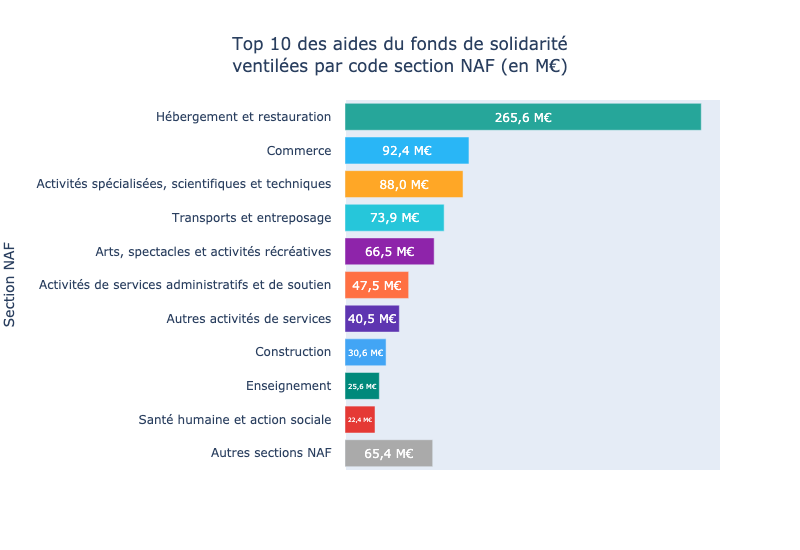 Top 10 des aides du fonds de solidarité
ventilées par code section NAF (en M€)
Section NAF
Hébergement et restauration 265,6 M€
Commerce 92,4 M€
Activités spécialisées, scientifiques et techniques 88,0 M€
Transports et entreposage 73,9 M€
Arts, spectacles et activités récréatives 66,5 M€
Activités de services administratifs et de soutien 47,5 M€
Autres activités de services 40,5 M€
Construction 30,6 M€
Enseignement 25,6 M€
Santé humaine et action sociale 22,4 M€
Autres sections NAF 65,4 M€